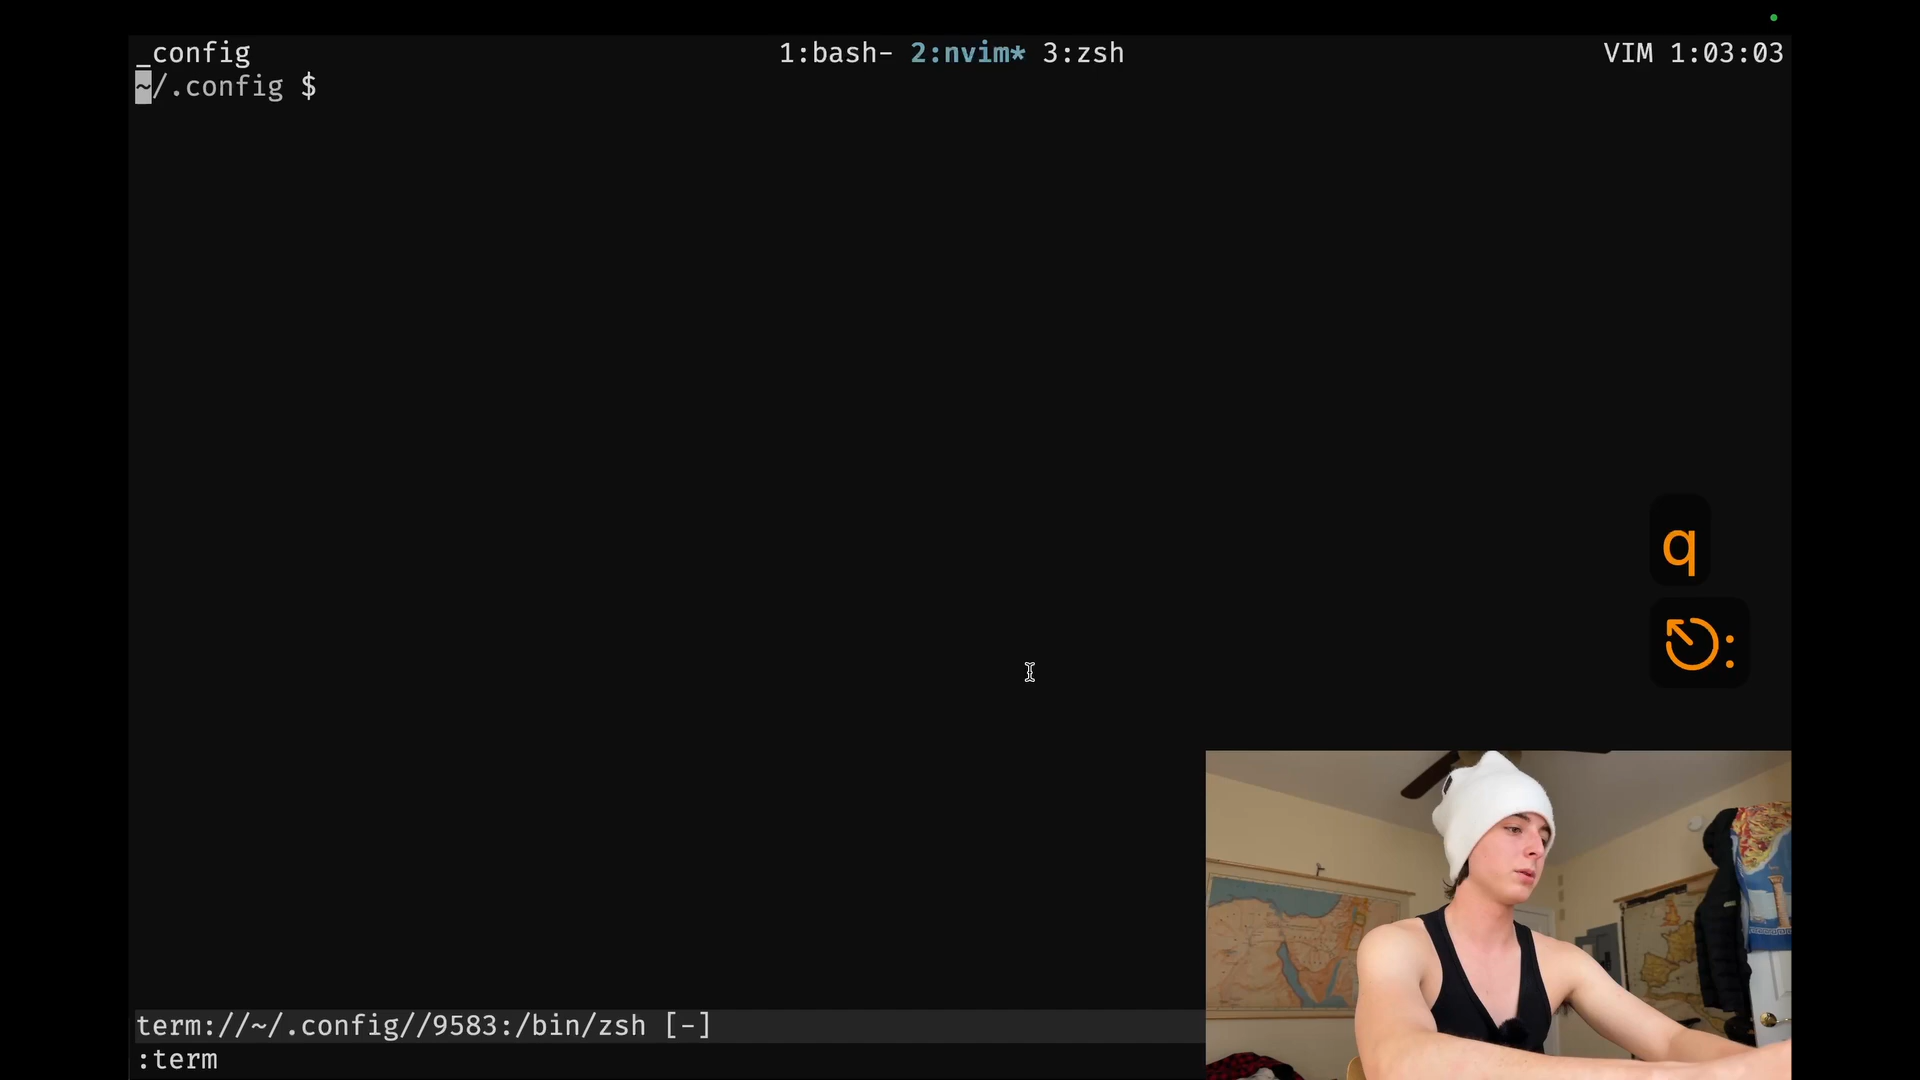 _config 1:bash- 2:nvim* 3:zsh VIM 1:03:03
~/.config $
q
:
term://~/.config//9583:/bin/zsh [-]
:term